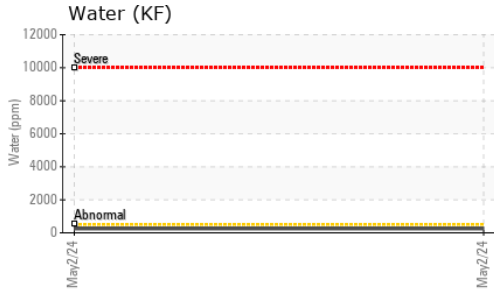 Water (KF)
12000
Severe
10000
8000
Water (ppm)
6000
4000
2000
Abnormal
0
May2/24
May2/24